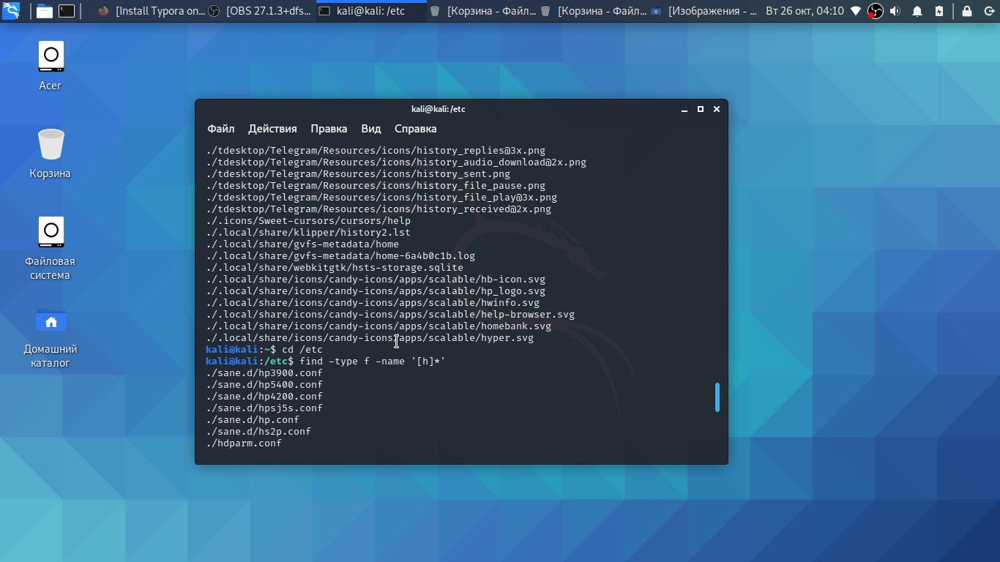 [Install Typora on... [OBS 27.1.3+dfs... kali@kali: /etc [Корзина - Файл... [Корзина - Файл... [Изображения - ... Вт 26 окт, 04:10
Acer
Корзина
Файловая
система
Домашний
каталог
kali@kali: /etc
Файл Действия Правка Вид Справка
./tdesktop/Telegram/Resources/icons/history_replies@3x.png
./tdesktop/Telegram/Resources/icons/history_audio_download@2x.png
./tdesktop/Telegram/Resources/icons/history_sent.png
./tdesktop/Telegram/Resources/icons/history_file_pause.png
./tdesktop/Telegram/Resources/icons/history_file_play@3x.png
./tdesktop/Telegram/Resources/icons/history_received@2x.png
./.icons/Sweet-cursors/cursors/help
./.local/share/klipper/history2.lst
./.local/share/gvfs-metadata/home
./.local/share/gvfs-metadata/home-6a4b0c1b.log
./.local/share/webkitgtk/hsts-storage.sqlite
./.local/share/icons/candy-icons/apps/scalable/hb-icon.svg
./.local/share/icons/candy-icons/apps/scalable/hp_logo.svg
./.local/share/icons/candy-icons/apps/scalable/hwinfo.svg
./.local/share/icons/candy-icons/apps/scalable/help-browser.svg
./.local/share/icons/candy-icons/apps/scalable/homebank.svg
./.local/share/icons/candy-icons/apps/scalable/hyper.svg
kali@kali:~$ cd /etc
kali@kali:/etc$ find -type f -name '[h]*'
./sane.d/hp3900.conf
./sane.d/hp5400.conf
./sane.d/hp4200.conf
./sane.d/hpsj5s.conf
./sane.d/hp.conf
./sane.d/hs2p.conf
./hdparm.conf